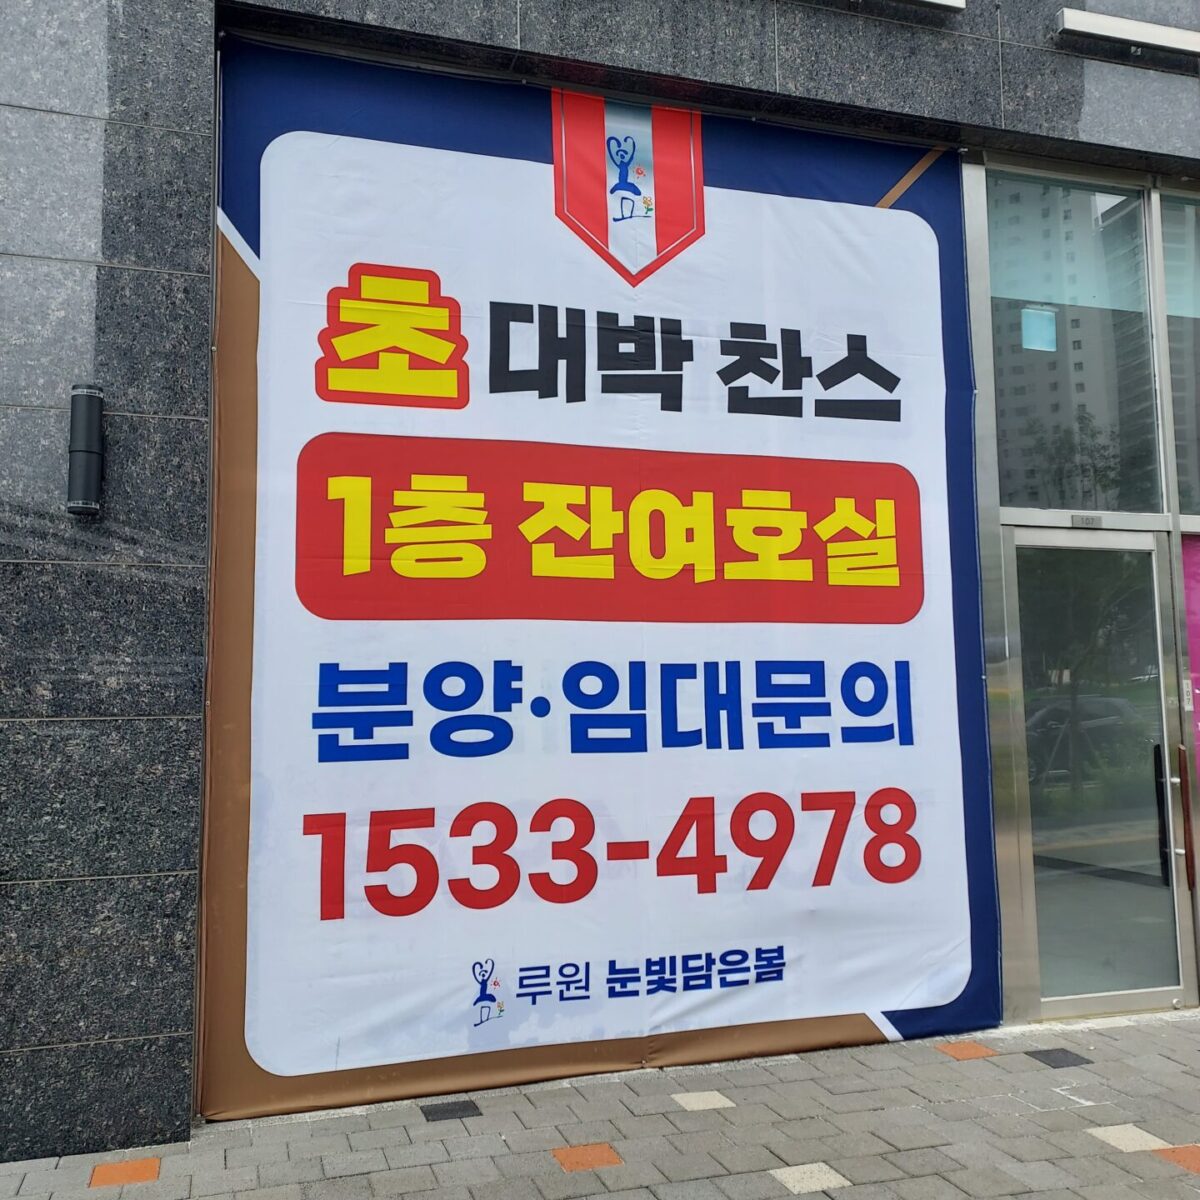 초대박 찬스
1층 잔여호실
분양·임대문의
1533-4978
루원 눈빛담은봄
107